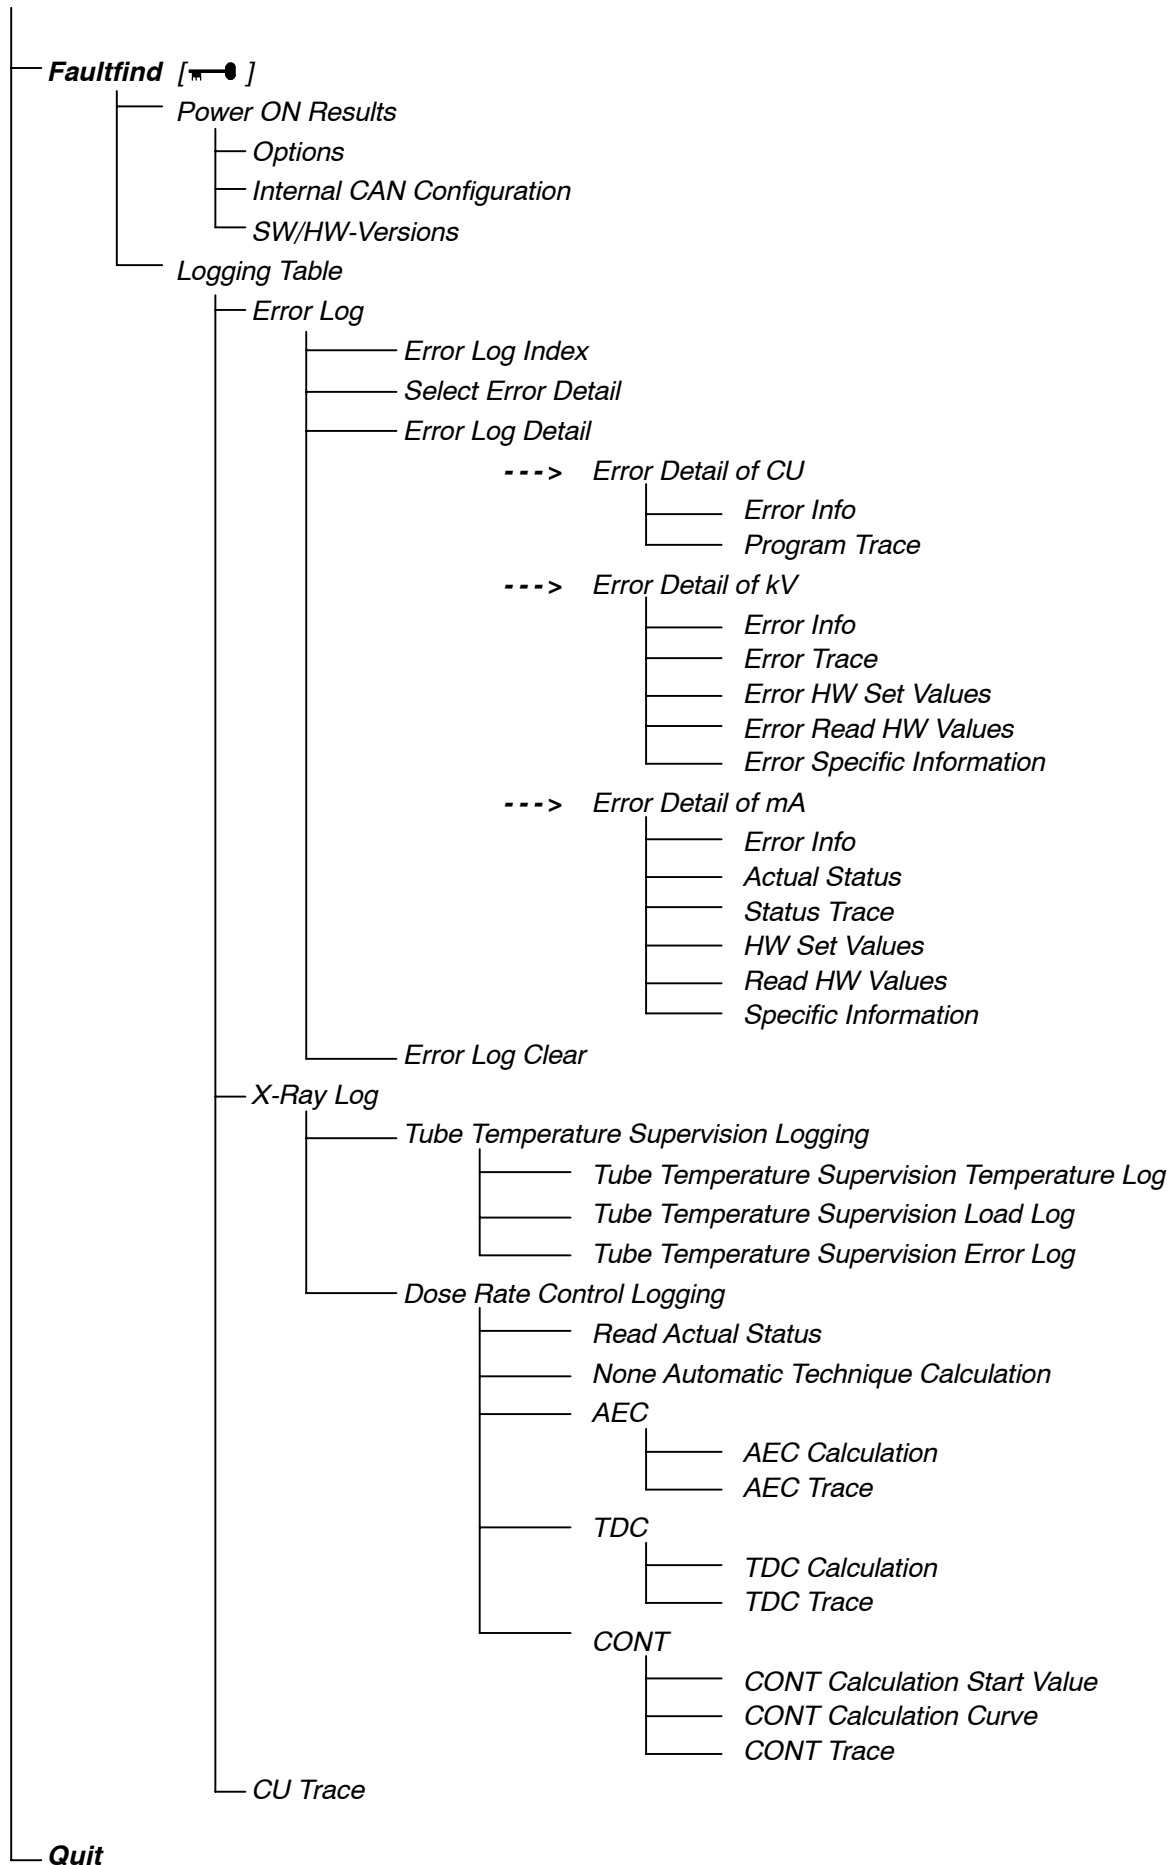 Faultfind [ ]
Power ON Results
Options
Internal CAN Configuration
SW/HW-Versions
Logging Table
Error Log
Error Log Index
Select Error Detail
Error Log Detail
---> Error Detail of CU
Error Info
Program Trace
---> Error Detail of kV
Error Info
Error Trace
Error HW Set Values
Error Read HW Values
Error Specific Information
---> Error Detail of mA
Error Info
Actual Status
Status Trace
HW Set Values
Read HW Values
Specific Information
Error Log Clear
X-Ray Log
Tube Temperature Supervision Logging
Tube Temperature Supervision Temperature Log
Tube Temperature Supervision Load Log
Tube Temperature Supervision Error Log
Dose Rate Control Logging
Read Actual Status
None Automatic Technique Calculation
AEC
AEC Calculation
AEC Trace
TDC
TDC Calculation
TDC Trace
CONT
CONT Calculation Start Value
CONT Calculation Curve
CONT Trace
CU Trace
Quit